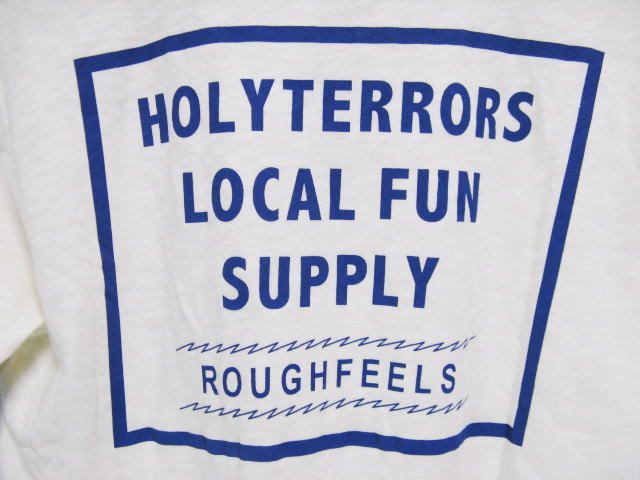 HOLYTERRORS
LOCAL FUN
SUPPLY
ROUGHFEELS